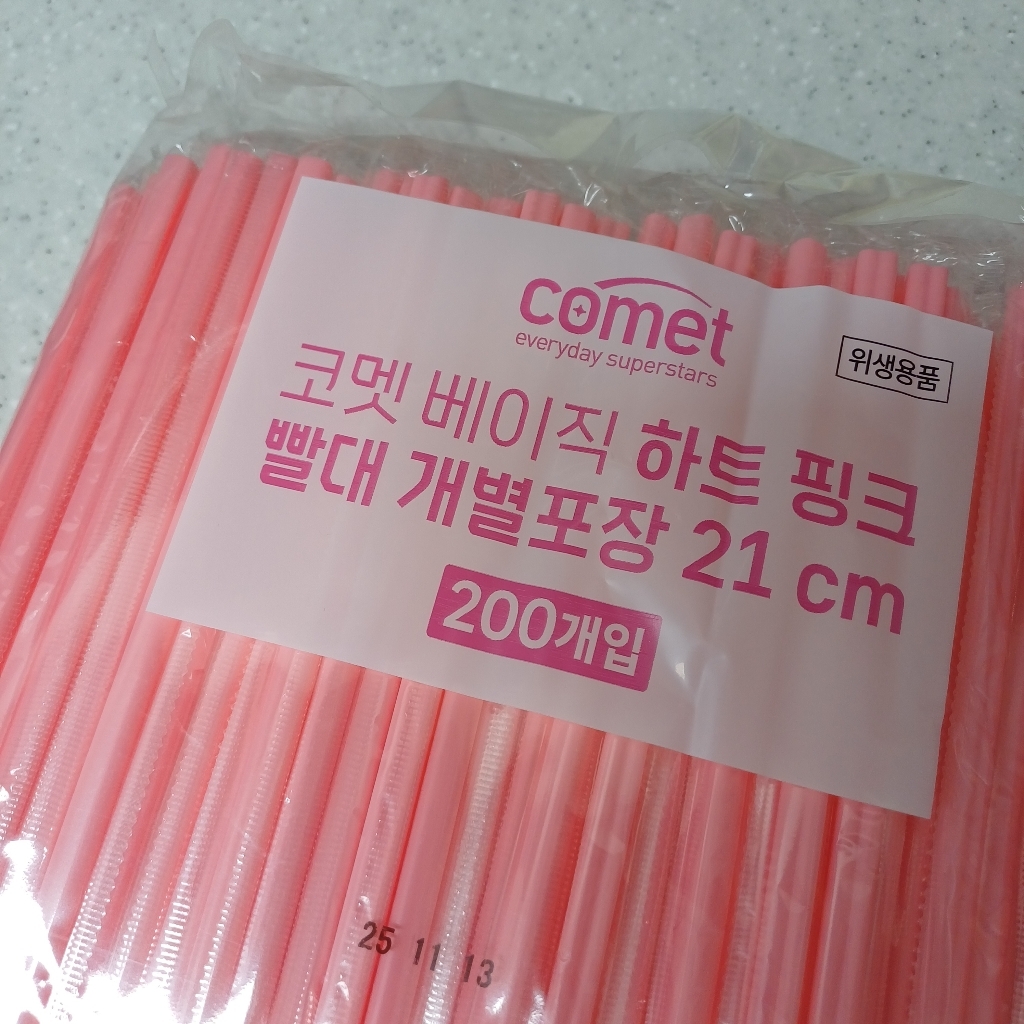 comet
everyday superstars
위생용품
코멧 베이직 하트 핑크
빨대 개별포장 21 cm
200개입
25 11 13